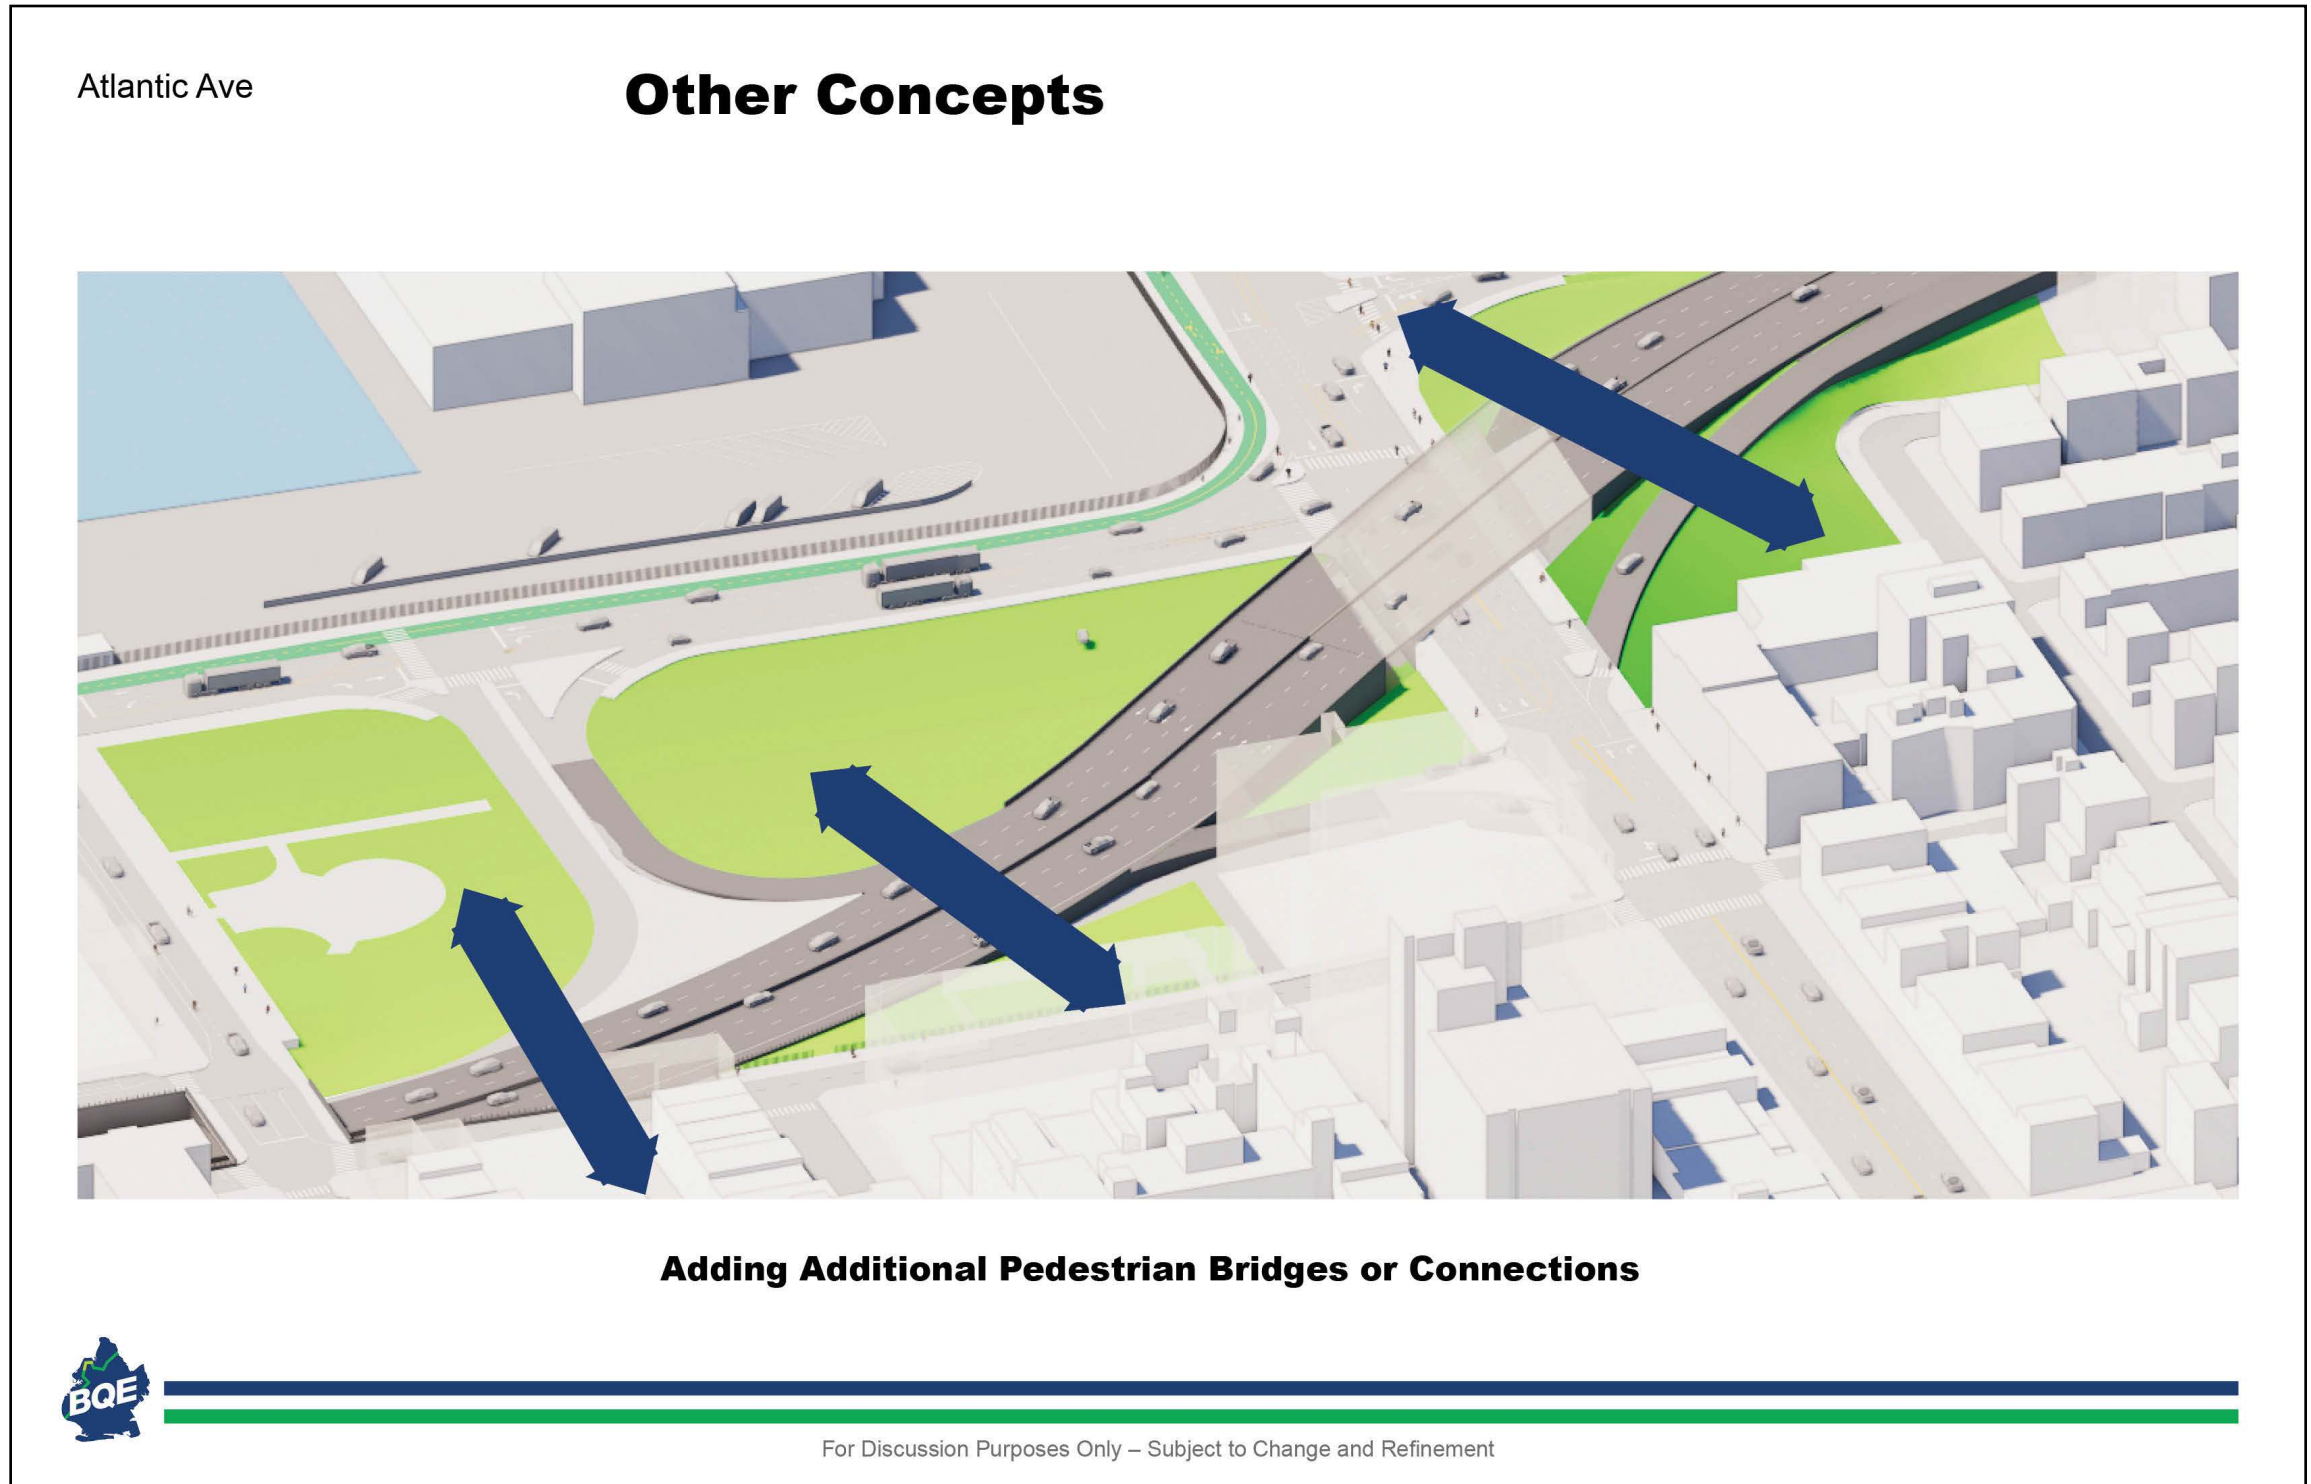 Atlantic Ave
Other Concepts
Adding Additional Pedestrian Bridges or Connections
BQE
For Discussion Purposes Only – Subject to Change and Refinement